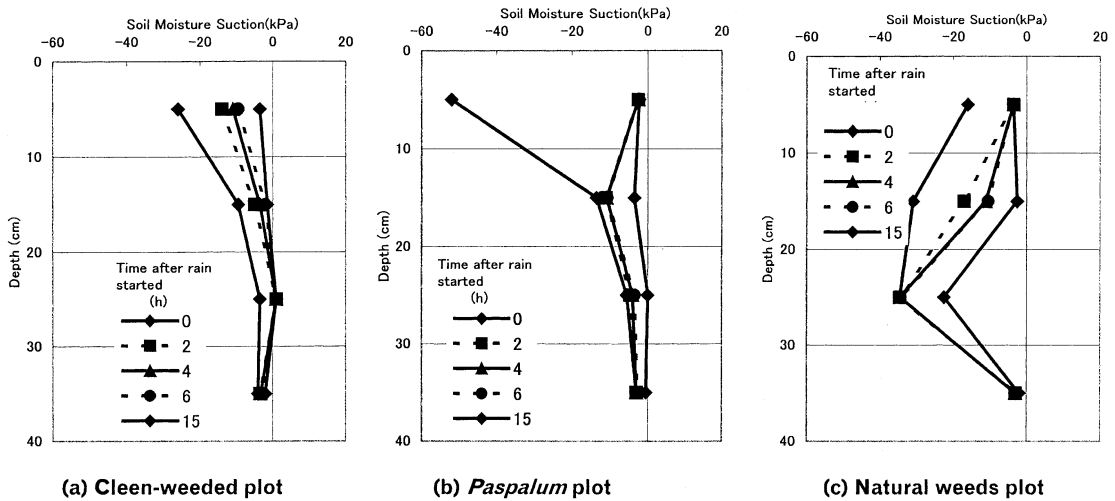 Soil Moisture Suction(kPa)
−60 −40 −20 0 20
0
10
20
30
40
Depth (cm)
Time after rain
started
(h)
0
2
4
6
15
(a) Cleen-weeded plot
Soil Moisture Suction(kPa)
−60 −40 −20 0 20
0
10
20
30
40
Depth (cm)
Time after rain
started
(h)
0
2
4
6
15
(b) Paspalum plot
Soil Moisture Suction(kPa)
−60 −40 −20 0 20
0
10
20
30
40
Depth (cm)
Time after rain
started
0
2
4
6
15
(c) Natural weeds plot